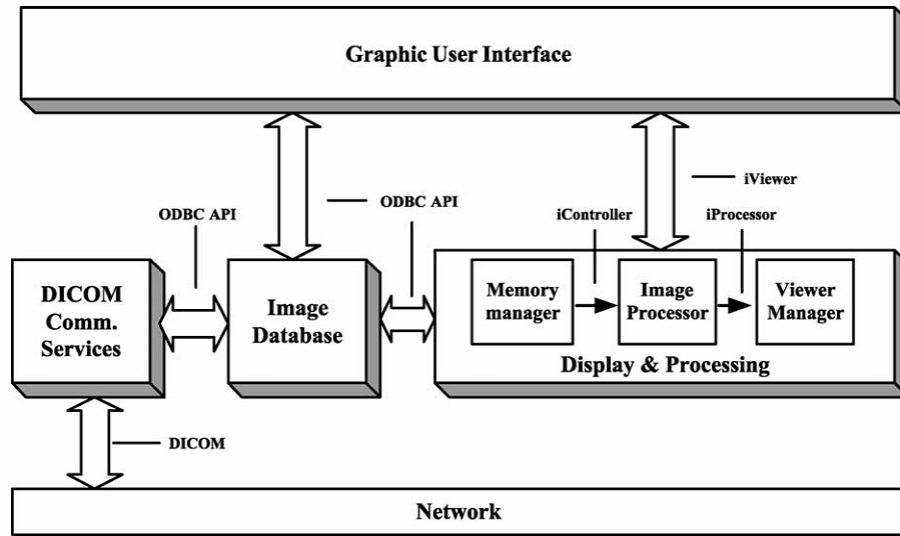 Graphic User Interface
iViewer
ODBC API
ODBC API
iController
iProcessor
DICOM
Comm.
Services
Image
Database
Memory
manager
Image
Processor
Viewer
Manager
Display & Processing
DICOM
Network